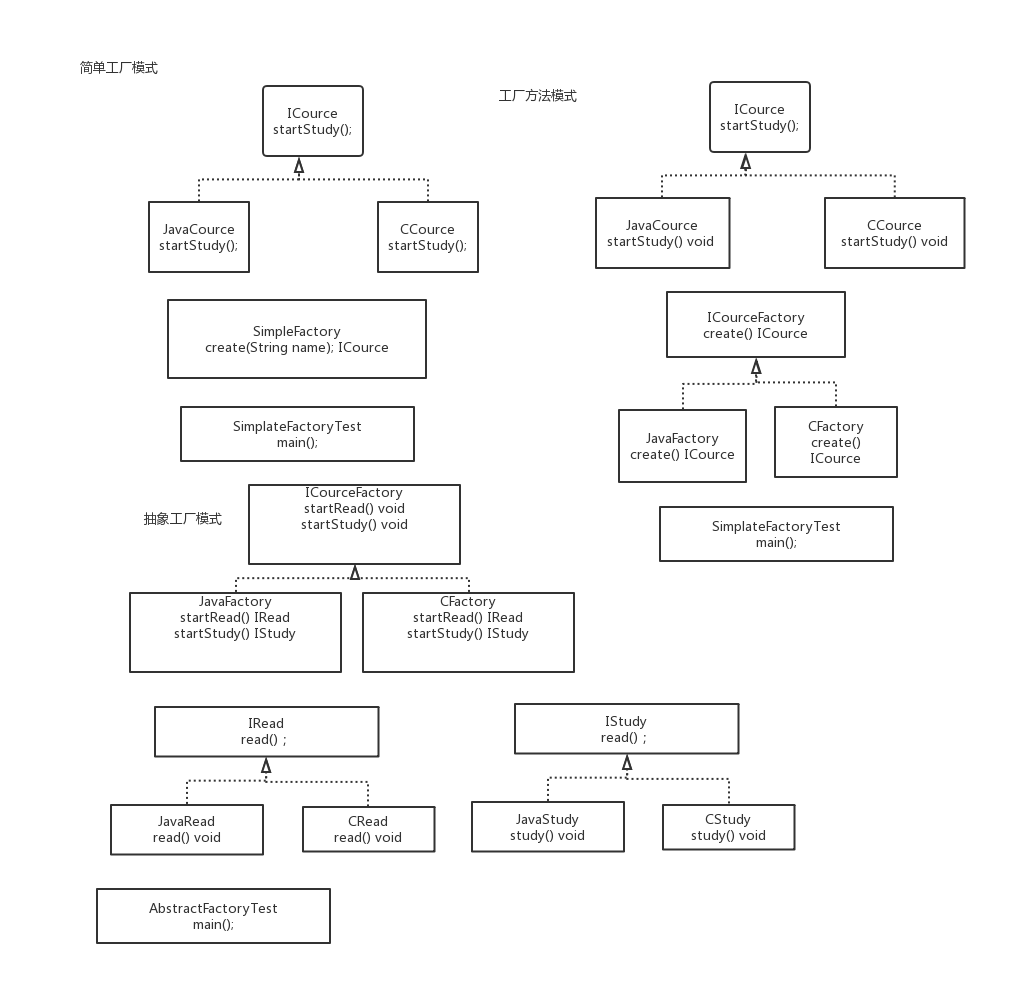 简单工厂模式
ICource
startStudy();
JavaCource
startStudy();
CCource
startStudy();
SimpleFactory
create(String name); ICource
SimplateFactoryTest
main();
工厂方法模式
ICource
startStudy();
JavaCource
startStudy() void
CCource
startStudy() void
ICourceFactory
create() ICource
JavaFactory
create() ICource
CFactory
create()
ICource
SimplateFactoryTest
main();
抽象工厂模式
ICourceFactory
startRead() void
startStudy() void
JavaFactory
startRead() IRead
startStudy() IStudy
CFactory
startRead() IRead
startStudy() IStudy
IRead
read() ;
JavaRead
read() void
CRead
read() void
IStudy
read() ;
JavaStudy
study() void
CStudy
study() void
AbstractFactoryTest
main();